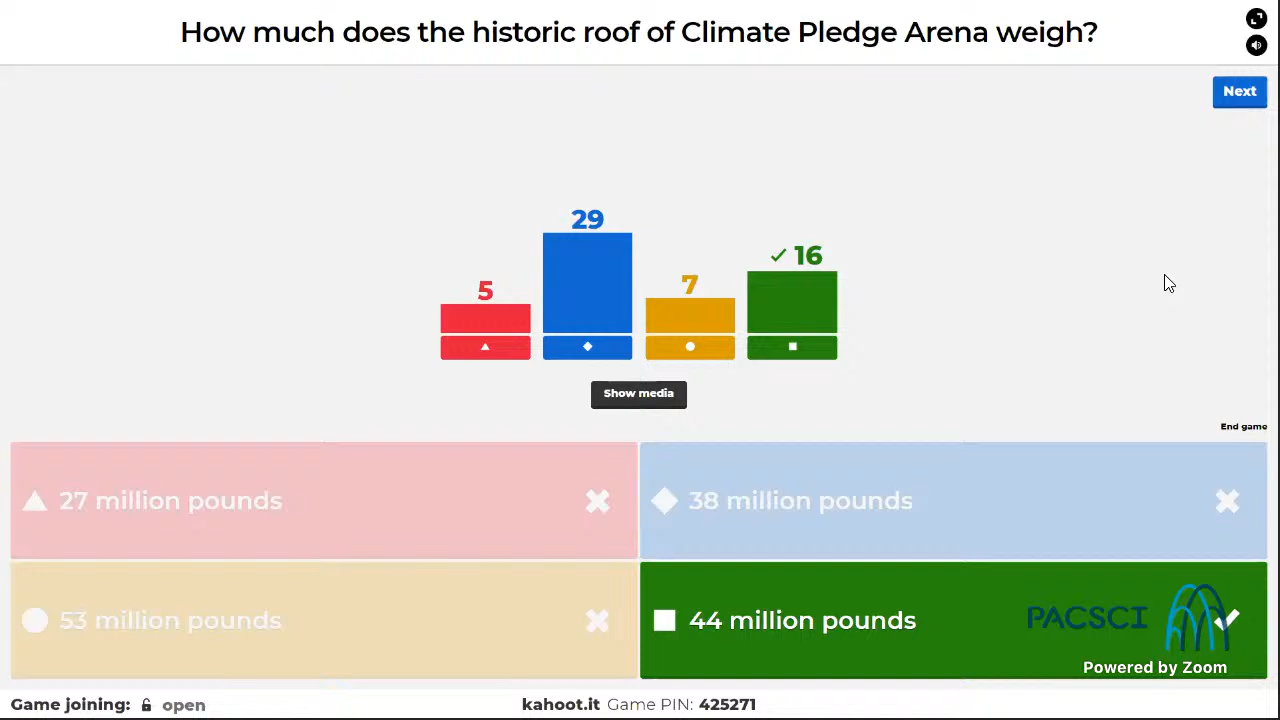 How much does the historic roof of Climate Pledge Arena weigh?
Next
5
29
7
16
Show media
End game
27 million pounds
38 million pounds
53 million pounds
44 million pounds
PACSCI
Powered by Zoom
Game joining: open
kahoot.it Game PIN: 425271